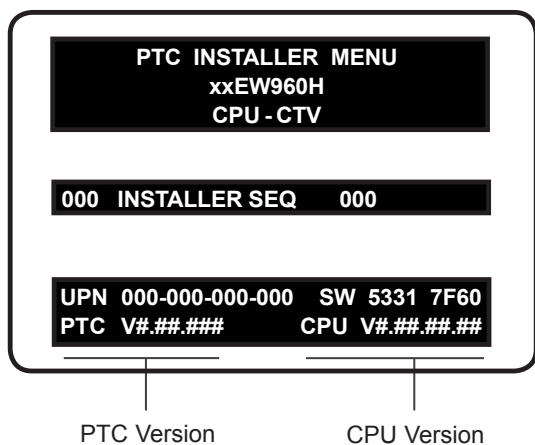 PTC INSTALLER MENU
xxEW960H
CPU - CTV
000 INSTALLER SEQ 000
UPN 000-000-000-000 SW 5331 7F60
PTC V#.##.### CPU V#.##.##.##
PTC Version CPU Version